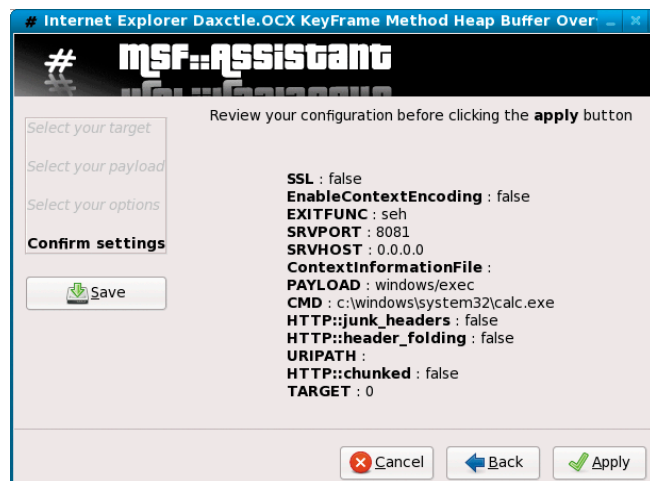 # Internet Explorer Daxctle.OCX KeyFrame Method Heap Buffer Over
# MSF::Assistant
Review your configuration before clicking the apply button
Select your target
Select your payload
Select your options
Confirm settings
Save
SSL : false
EnableContextEncoding : false
EXITFUNC : seh
SRVPORT : 8081
SRVHOST : 0.0.0.0
ContextInformationFile :
PAYLOAD : windows/exec
CMD : c:\windows\system32\calc.exe
HTTP::junk_headers : false
HTTP::header_folding : false
URIPATH :
HTTP::chunked : false
TARGET : 0
Cancel
Back
Apply